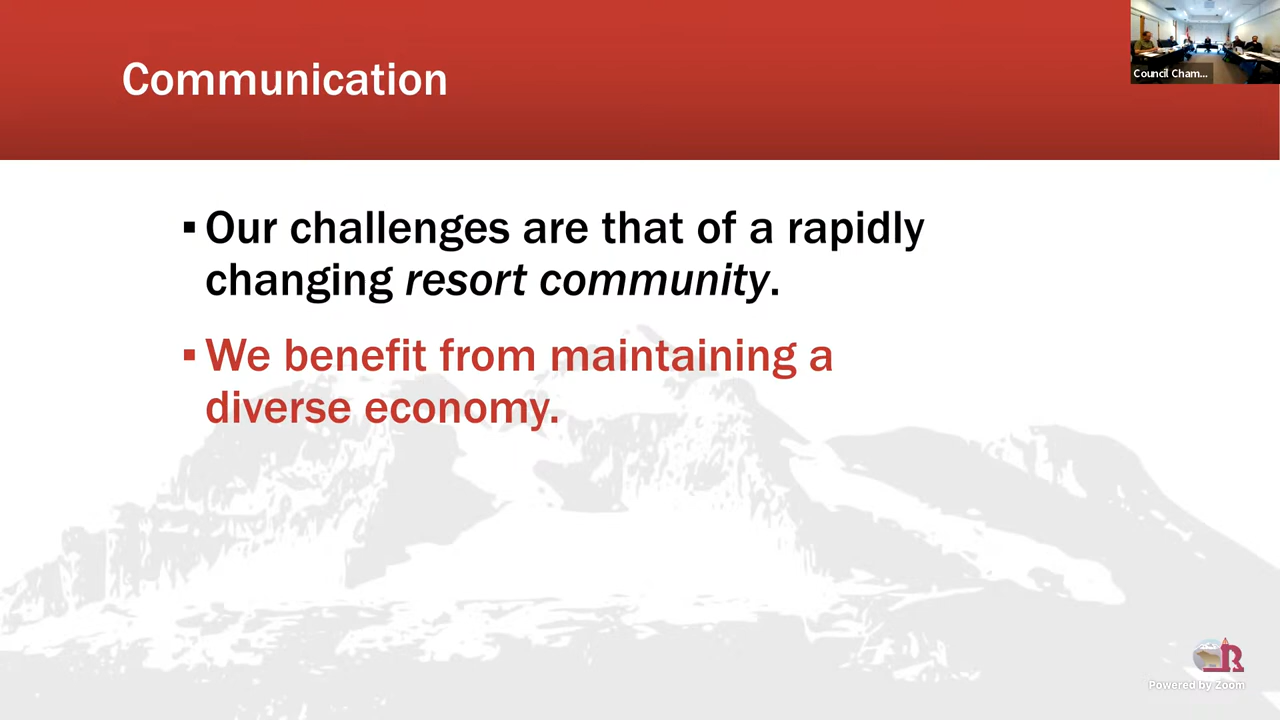 Communication
Council Cham...
▪ Our challenges are that of a rapidly
changing resort community.
▪ We benefit from maintaining a
diverse economy.
R
Powered by Zoom